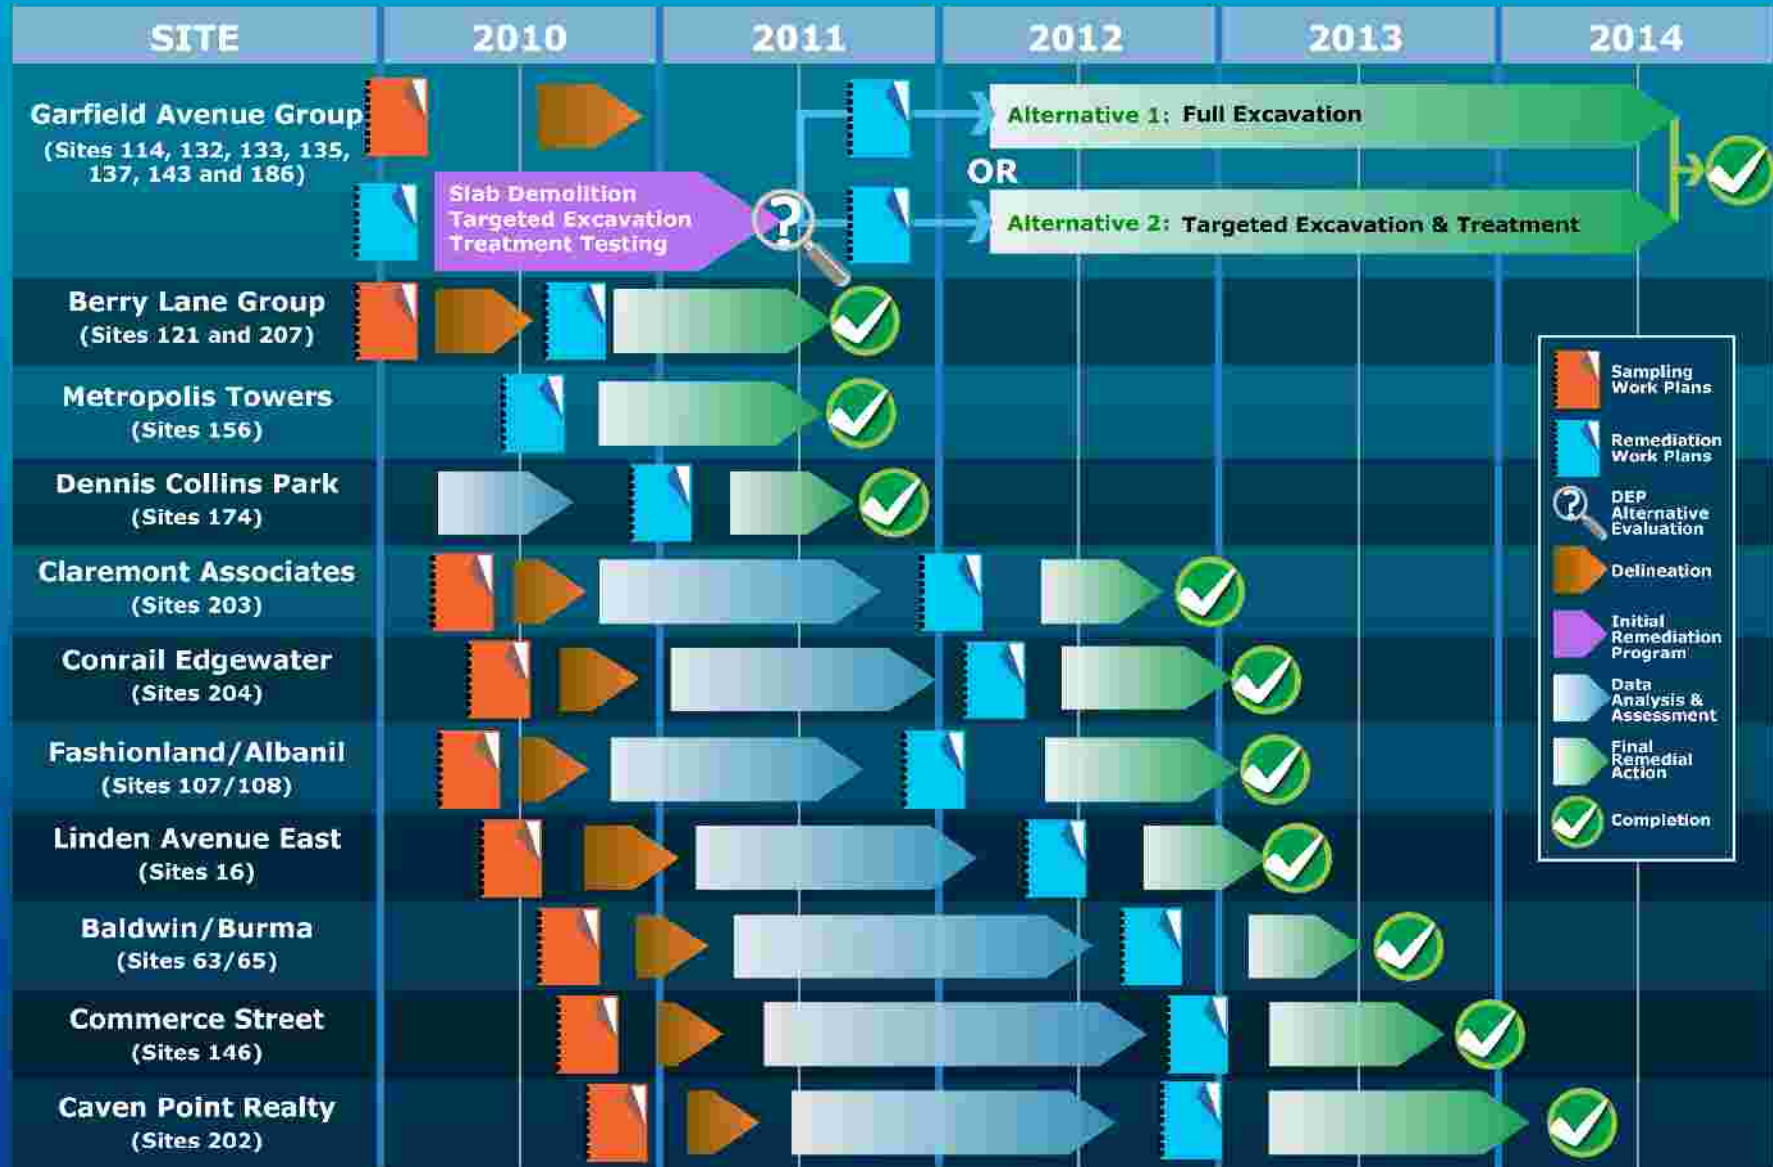 SITE 2010 2011 2012 2013 2014
Garfield Avenue Group
(Sites 114, 132, 133, 135,
137, 143 and 186)
Slab Demolition
Targeted Excavation
Treatment Testing
?
Alternative 1: Full Excavation
OR
Alternative 2: Targeted Excavation & Treatment
Berry Lane Group
(Sites 121 and 207)
Metropolis Towers
(Sites 156)
Dennis Collins Park
(Sites 174)
Claremont Associates
(Sites 203)
Conrail Edgewater
(Sites 204)
Fashionland/Albanil
(Sites 107/108)
Linden Avenue East
(Sites 16)
Baldwin/Burma
(Sites 63/65)
Commerce Street
(Sites 146)
Caven Point Realty
(Sites 202)
Sampling
Work Plans
Remediation
Work Plans
?
DEP
Alternative
Evaluation
Delineation
Initial
Remediation
Program
Data
Analysis &
Assessment
Final
Remedial
Action
Completion